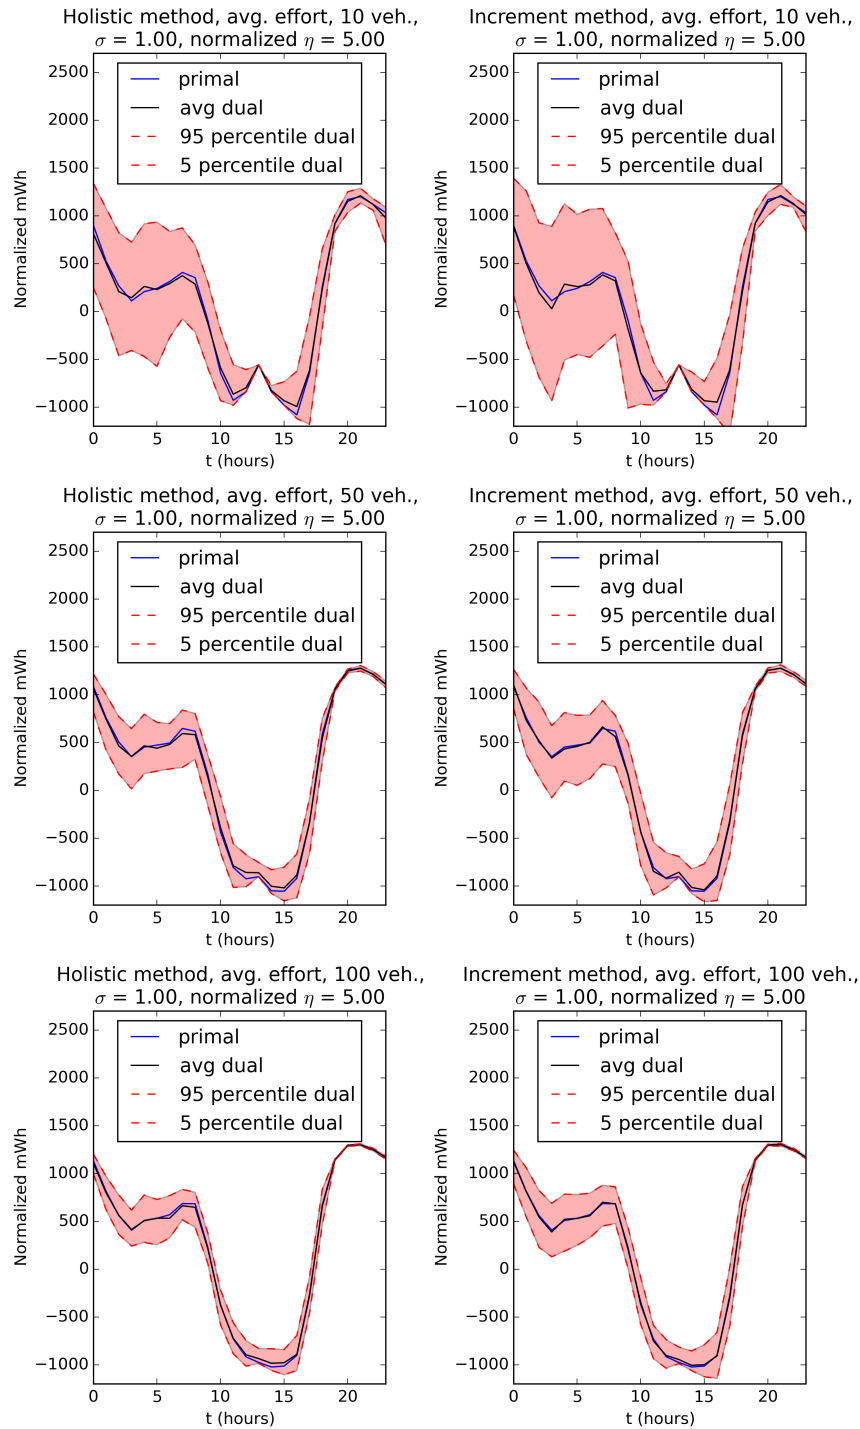 Holistic method, avg. effort, 10 veh.,
σ = 1.00, normalized η = 5.00
Normalized mWh
2500
2000
1500
1000
500
0
−500
−1000
primal
avg dual
95 percentile dual
5 percentile dual
0 5 10 15 20
t (hours)
Increment method, avg. effort, 10 veh.,
σ = 1.00, normalized η = 5.00
Normalized mWh
2500
2000
1500
1000
500
0
−500
−1000
primal
avg dual
95 percentile dual
5 percentile dual
0 5 10 15 20
t (hours)
Holistic method, avg. effort, 50 veh.,
σ = 1.00, normalized η = 5.00
Normalized mWh
2500
2000
1500
1000
500
0
−500
−1000
primal
avg dual
95 percentile dual
5 percentile dual
0 5 10 15 20
t (hours)
Increment method, avg. effort, 50 veh.,
σ = 1.00, normalized η = 5.00
Normalized mWh
2500
2000
1500
1000
500
0
−500
−1000
primal
avg dual
95 percentile dual
5 percentile dual
0 5 10 15 20
t (hours)
Holistic method, avg. effort, 100 veh.,
σ = 1.00, normalized η = 5.00
Normalized mWh
2500
2000
1500
1000
500
0
−500
−1000
primal
avg dual
95 percentile dual
5 percentile dual
0 5 10 15 20
t (hours)
Increment method, avg. effort, 100 veh.,
σ = 1.00, normalized η = 5.00
Normalized mWh
2500
2000
1500
1000
500
0
−500
−1000
primal
avg dual
95 percentile dual
5 percentile dual
0 5 10 15 20
t (hours)